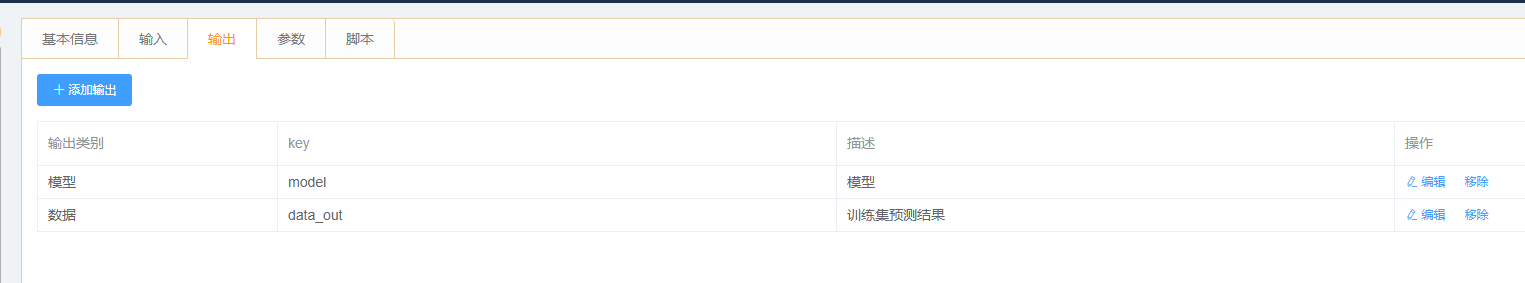 基本信息 输入 输出 参数 脚本
添加输出
输出类别 key 描述 操作
模型 model 模型 编辑 移除
数据 data_out 训练集预测结果 编辑 移除